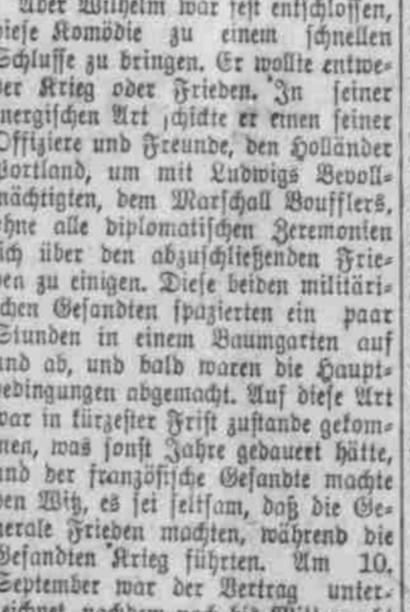 Aber Wilhelm war fest entschlossen,
diese Komödie zu einem schnellen
Schlusse zu bringen. Er wollte entwe-
der Krieg oder Frieden. In seiner
energischen Art schickte er einen seiner
Offiziere und Freunde, den Holländer
Portland, um mit Ludwigs Bevoll-
mächtigten, dem Marschall Boufflers,
ohne alle diplomatischen Zeremonien
sich über den abzuschließenden Frie-
den zu einigen. Diese beiden militäri-
schen Gesandten spazierten ein paar
Stunden in einem Baumgarten auf
und ab, und bald waren die Haupt-
bedingungen abgemacht. Auf diese Art
war in kürzester Frist zustande gekom-
men, was sonst Jahre gedauert hätte,
und der französische Gesandte machte
den Witz, es sei seltsam, daß die Ge-
nerale Frieden machten, während die
Gesandten Krieg führten. Am 10.
September war der Vertrag unter-
zeichnet, nachdem